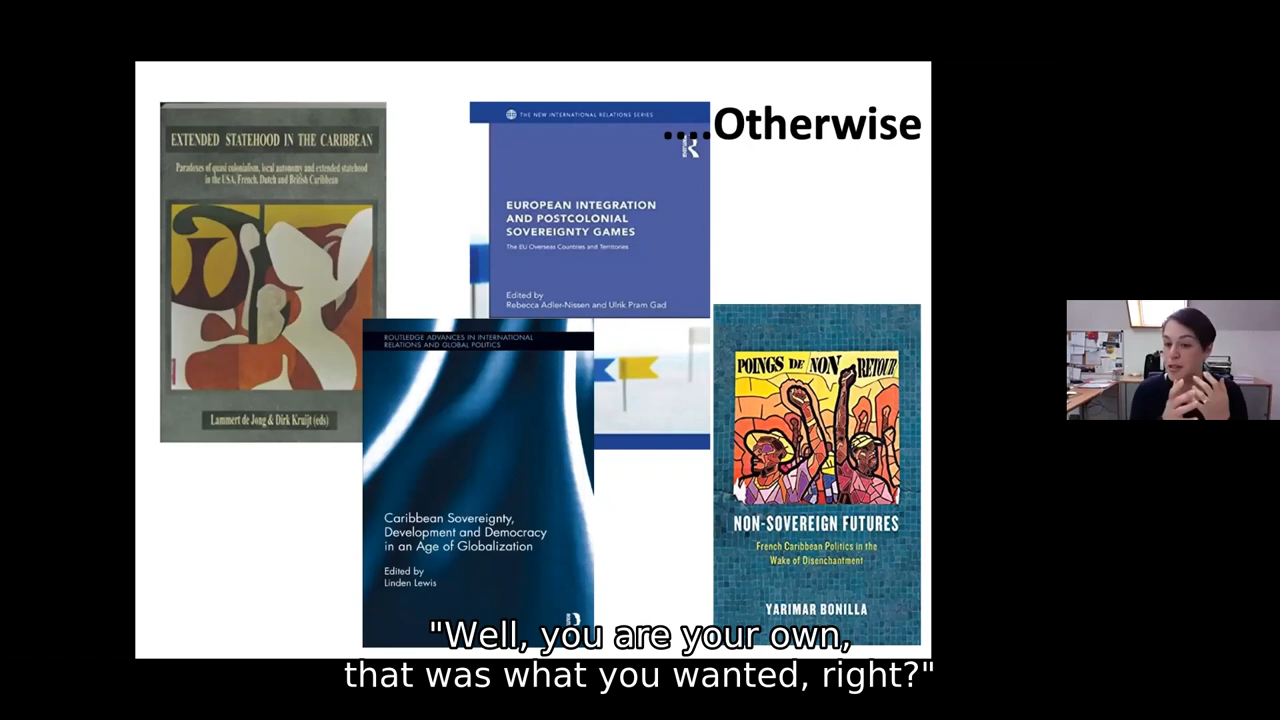 ....Otherwise
EXTENDED STATEHOOD IN THE CARIBBEAN
Paradoxes of quasi colonialism, local autonomy and extended statehood
in the USA, French, Dutch and British Caribbean
Lammert de Jong & Dirk Kruijt (eds)
THE NEW INTERNATIONAL RELATIONS SERIES
EUROPEAN INTEGRATION
AND POSTCOLONIAL
SOVEREIGNTY GAMES
The EU Overseas Countries and Territories
Edited by
Rebecca Adler-Nissen and Ulrik Pram Gad
ROUTLEDGE ADVANCES IN INTERNATIONAL
RELATIONS AND GLOBAL POLITICS
Caribbean Sovereignty,
Development and Democracy
in an Age of Globalization
Edited by
Linden Lewis
POINGS DE NON RETOUR
NON-SOVEREIGN FUTURES
French Caribbean Politics in the
Wake of Disenchantment
YARIMAR BONILLA
"Well, you are your own,
that was what you wanted, right?"